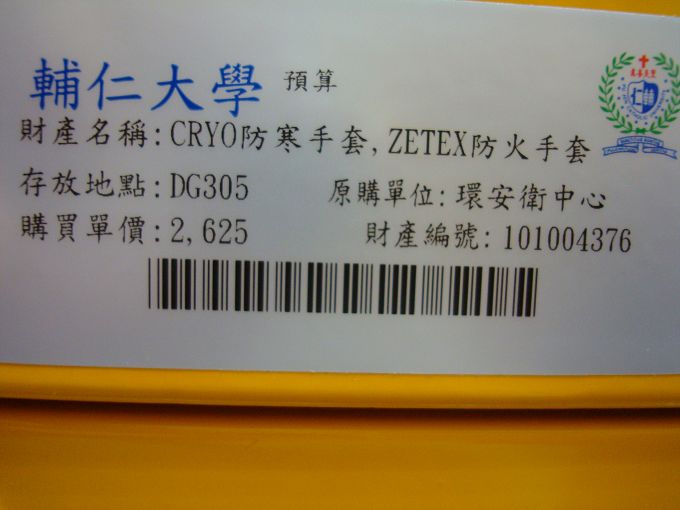 輔仁大學 預算
財產名稱:CRYO防寒手套,ZETEX防火手套
存放地點:DG305 原購單位:環安衛中心
購買單價:2,625 財產編號:101004376